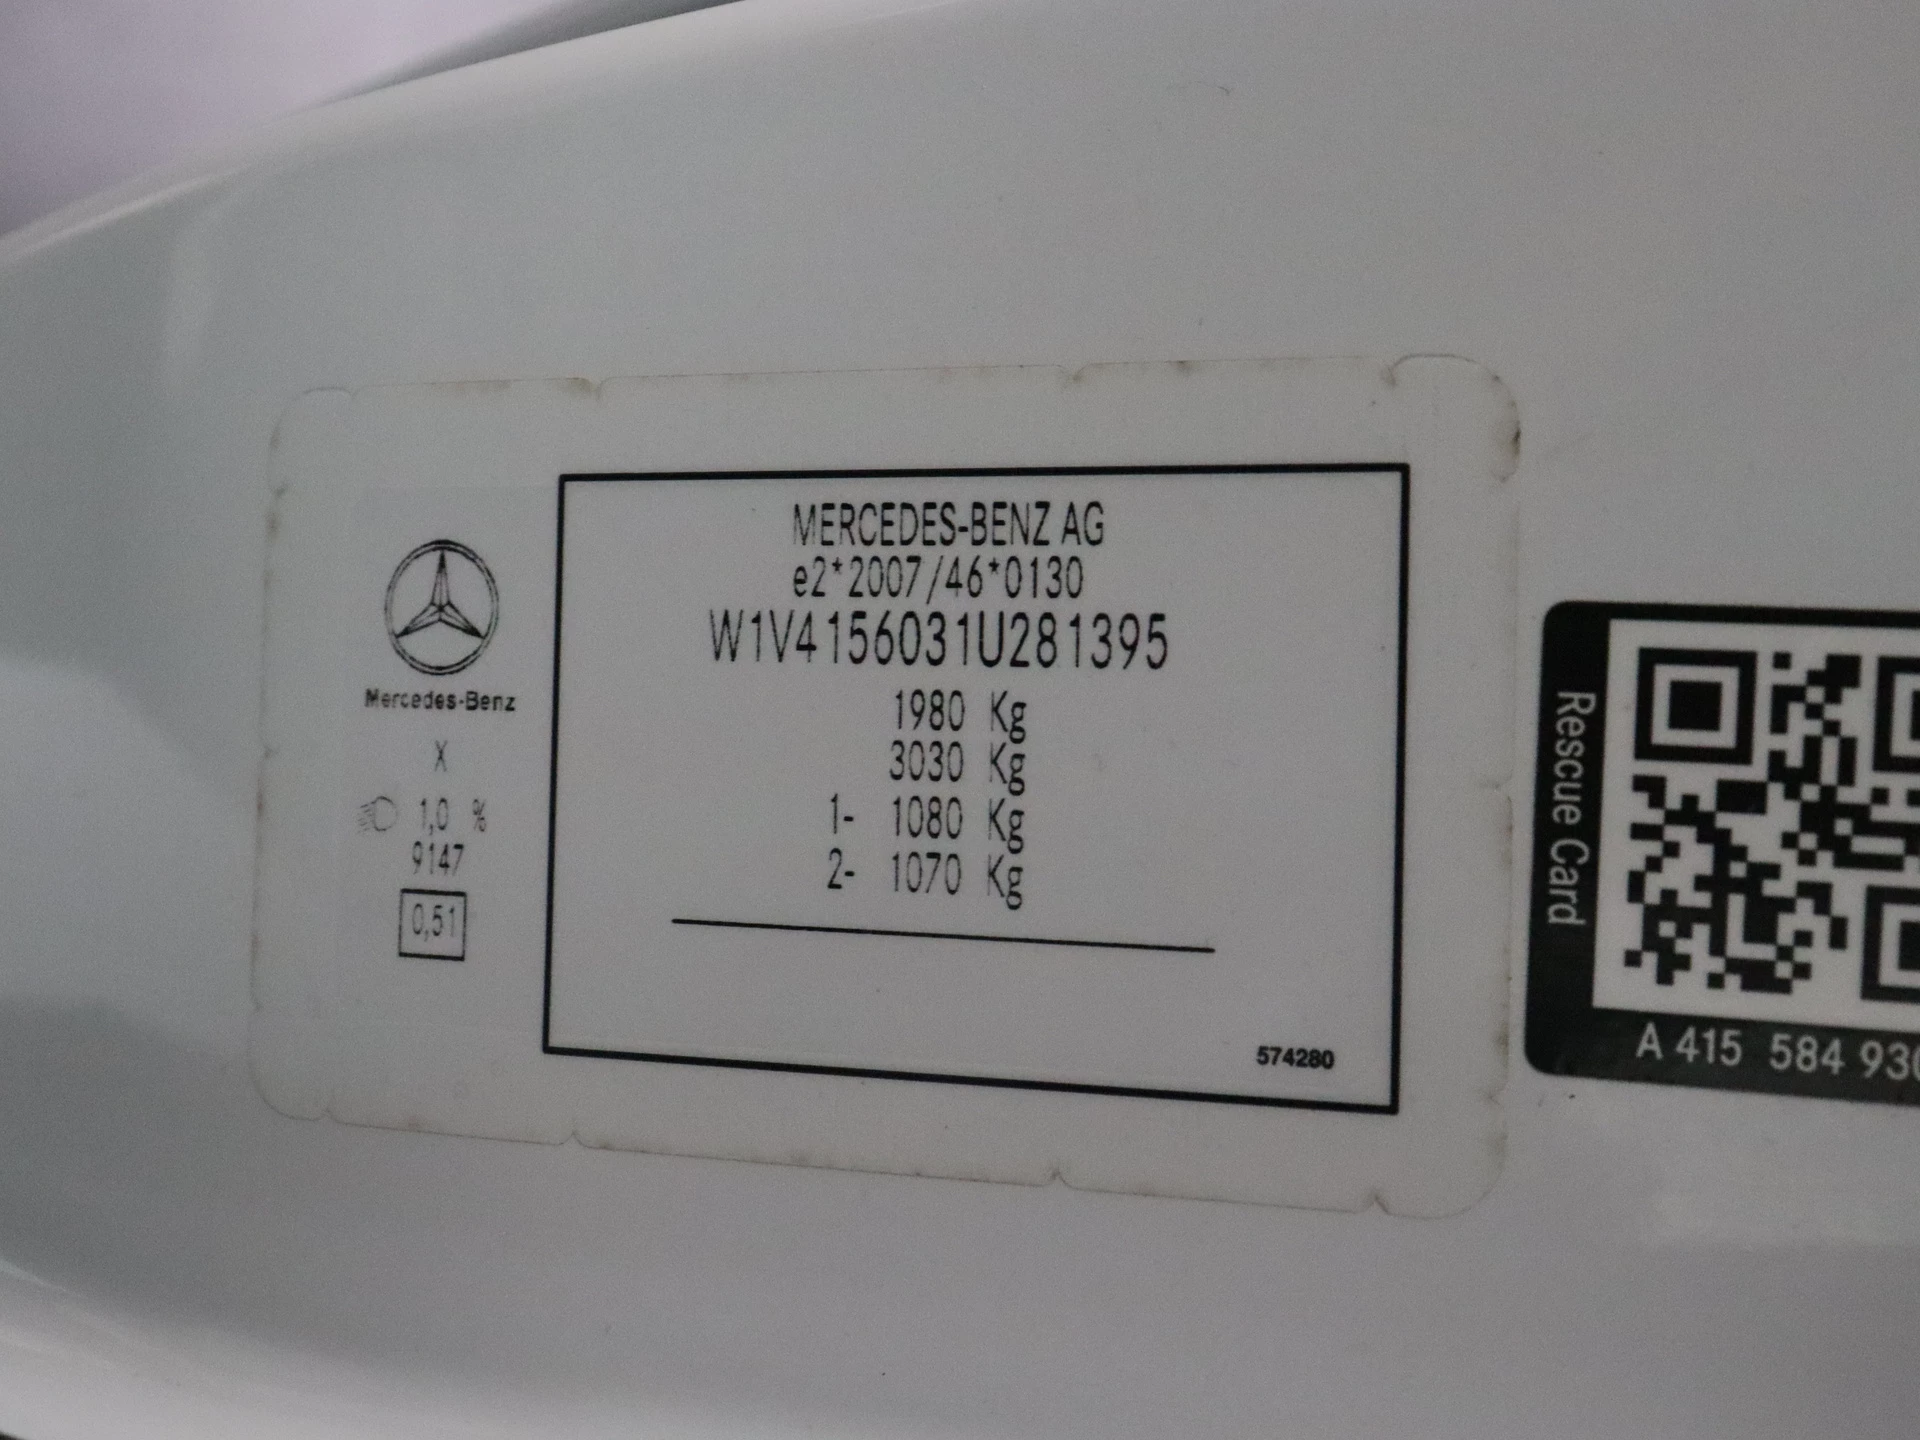 MERCEDES-BENZ AG
e2*2007/46*0130
W1V4156031U281395
1980 Kg
3030 Kg
1- 1080 Kg
2- 1070 Kg
574280
Mercedes-Benz
X
1,0 %
9147
0,51
Rescue Card
A 415 584 930